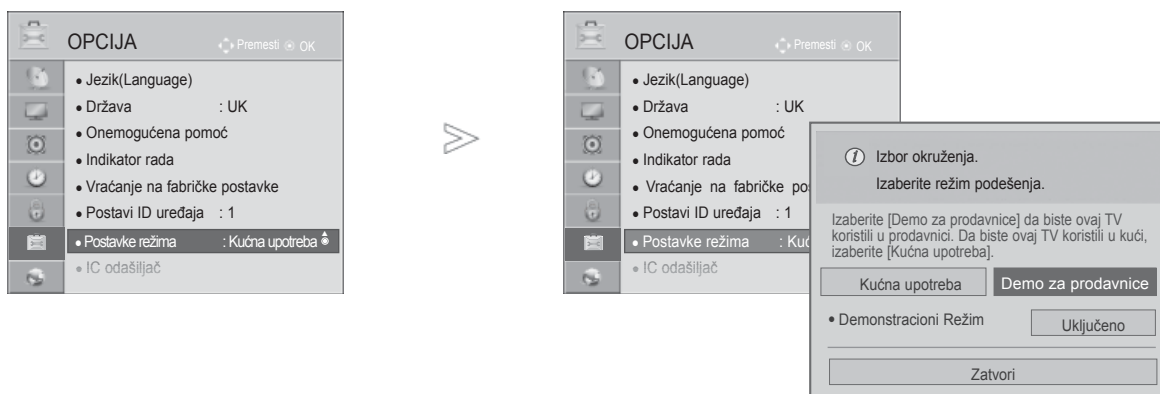 OPCIJA
Premesti OK
• Jezik(Language)
• Država : UK
• Onemogućena pomoć
• Indikator rada
• Vraćanje na fabričke postavke
• Postavi ID uređaja : 1
• Postavke režima : Kućna upotreba
• IC odašiljač
OPCIJA
Premesti OK
• Jezik(Language)
• Država : UK
• Onemogućena pomoć
• Indikator rada
• Vraćanje na fabričke pos
• Postavi ID uređaja : 1
• Postavke režima : Kuć
• IC odašiljač
Izbor okruženja.
Izaberite režim podešenja.
Izaberite [Demo za prodavnice] da biste ovaj TV
koristili u prodavnici. Da biste ovaj TV koristili u kući,
izaberite [Kućna upotreba].
Kućna upotreba Demo za prodavnice
• Demonstracioni Režim Uključeno
Zatvori